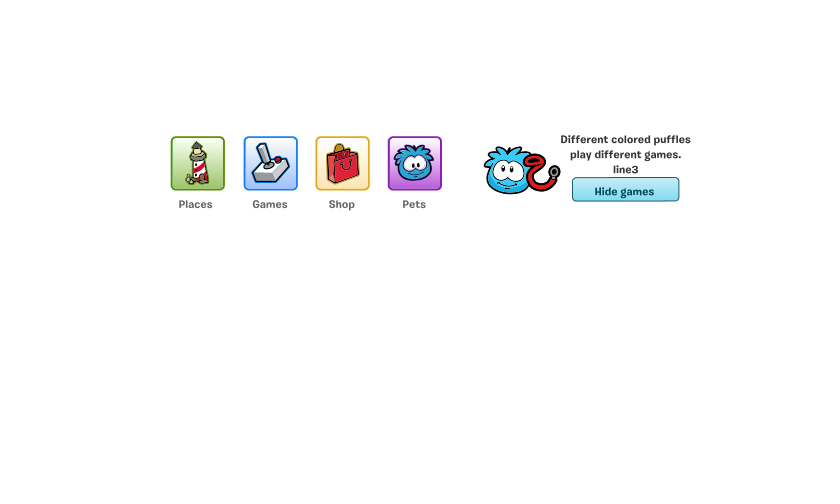 Places
Games
Shop
Pets
Different colored puffles
play different games.
line3
Hide games